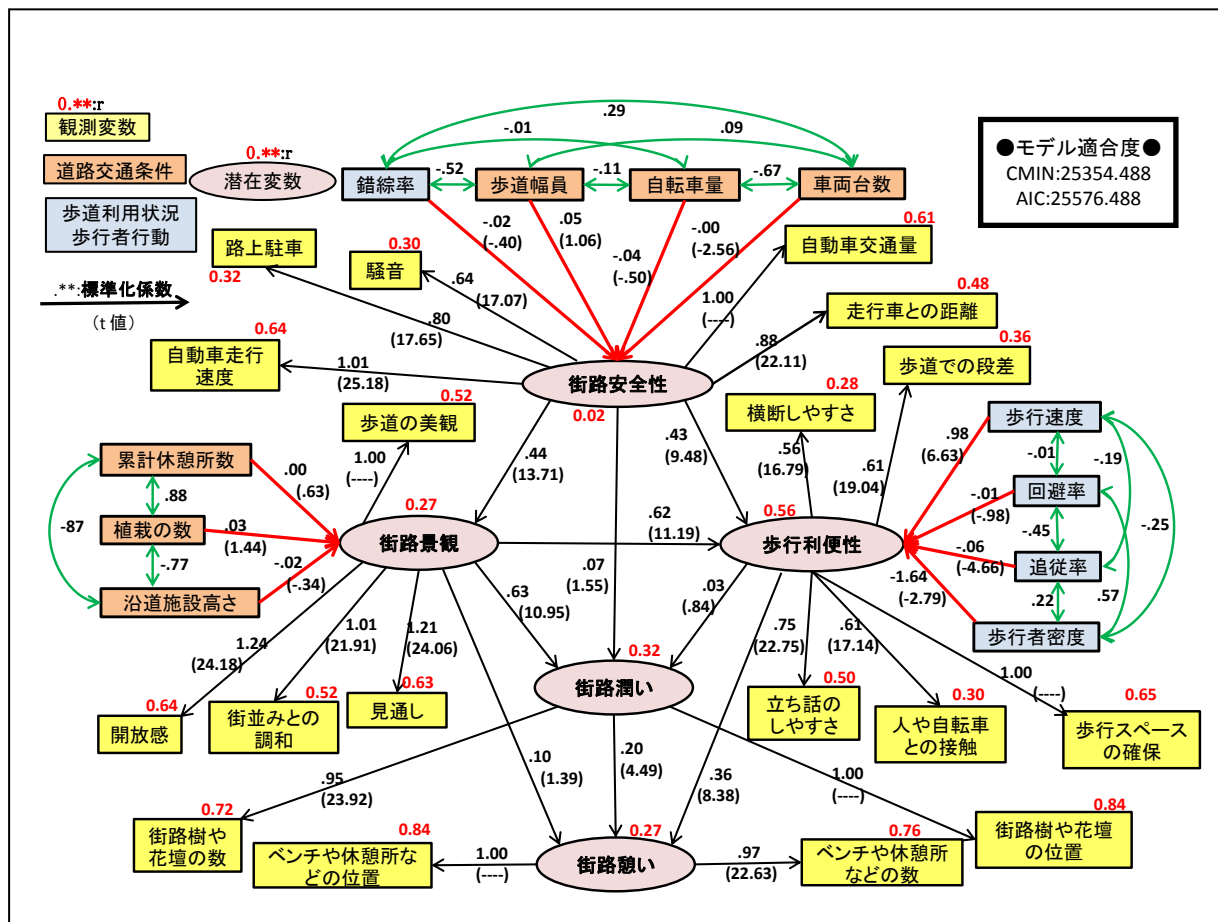 0.**:r
観測変数
道路交通条件
歩道利用状況
歩行者行動
0.**:r
潜在変数
.**:標準化係数
（t 値）
●モデル適合度●
CMIN:25354.488
AIC:25576.488
.29
-.01
.09
錯綜率
-.52
歩道幅員
-.11
自転車量
-.67
車両台数
-.02
(-.40)
.05
(1.06)
-.04
(-.50)
-.00
(-2.56)
路上駐車
0.32
0.30
騒音
0.61
自動車交通量
0.48
走行車との距離
0.64
自動車走行
速度
.80
(17.65)
.64
(17.07)
1.00
(----)
.88
(22.11)
1.01
(25.18)
街路安全性
0.02
0.36
歩道での段差
0.28
横断しやすさ
0.52
歩道の美観
.56
(16.79)
.61
(19.04)
1.00
(----)
.44
(13.71)
.43
(9.48)
.07
(1.55)
累計休憩所数
.88
植栽の数
-.77
沿道施設高さ
-87
.00
(.63)
.03
(1.44)
-.02
(-.34)
0.27
街路景観
.62
(11.19)
0.56
歩行利便性
歩行速度
-.01
回避率
-.45
追従率
.22
歩行者密度
-.19
-.25
.57
.98
(6.63)
-.01
(-.98)
-.06
(-4.66)
-1.64
(-2.79)
.63
(10.95)
.03
(.84)
1.24
(24.18)
1.01
(21.91)
1.21
(24.06)
.75
(22.75)
.61
(17.14)
1.00
(----)
0.64
開放感
0.52
街並みとの
調和
0.63
見通し
0.32
街路潤い
0.50
立ち話の
しやすさ
0.30
人や自転車
との接触
0.65
歩行スペース
の確保
.95
(23.92)
.10
(1.39)
.20
(4.49)
.36
(8.38)
1.00
(----)
0.72
街路樹や
花壇の数
0.84
ベンチや休憩所な
どの位置
1.00
(----)
0.27
街路憩い
.97
(22.63)
0.76
ベンチや休憩所
などの数
0.84
街路樹や花壇
の位置